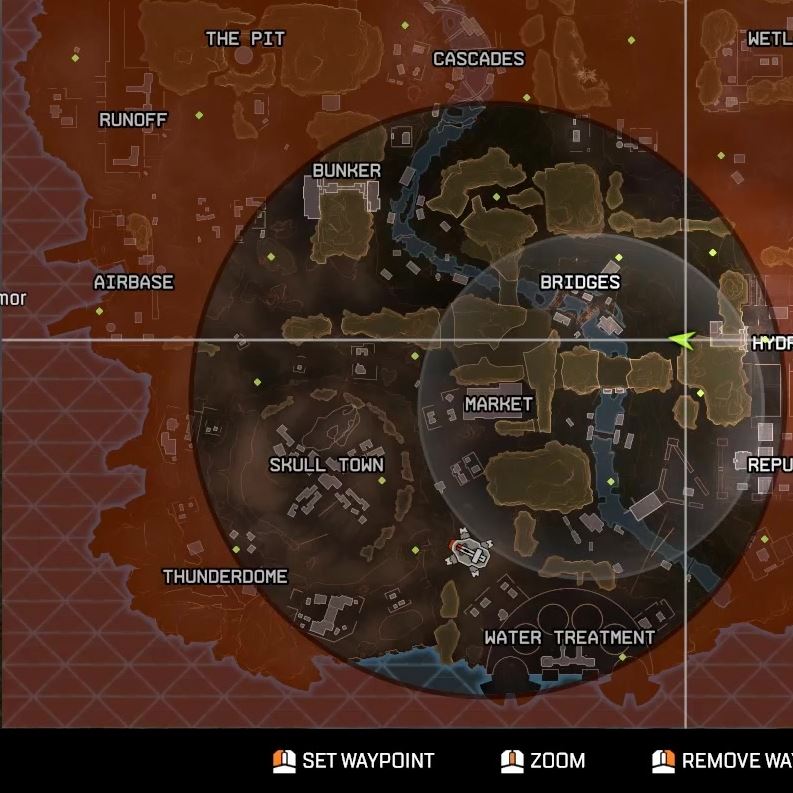 THE PIT
WETL
CASCADES
RUNOFF
BUNKER
AIRBASE
BRIDGES
mor
HYDR
MARKET
SKULL TOWN
REPU
THUNDERDOME
WATER TREATMENT
SET WAYPOINT
ZOOM
REMOVE WAY